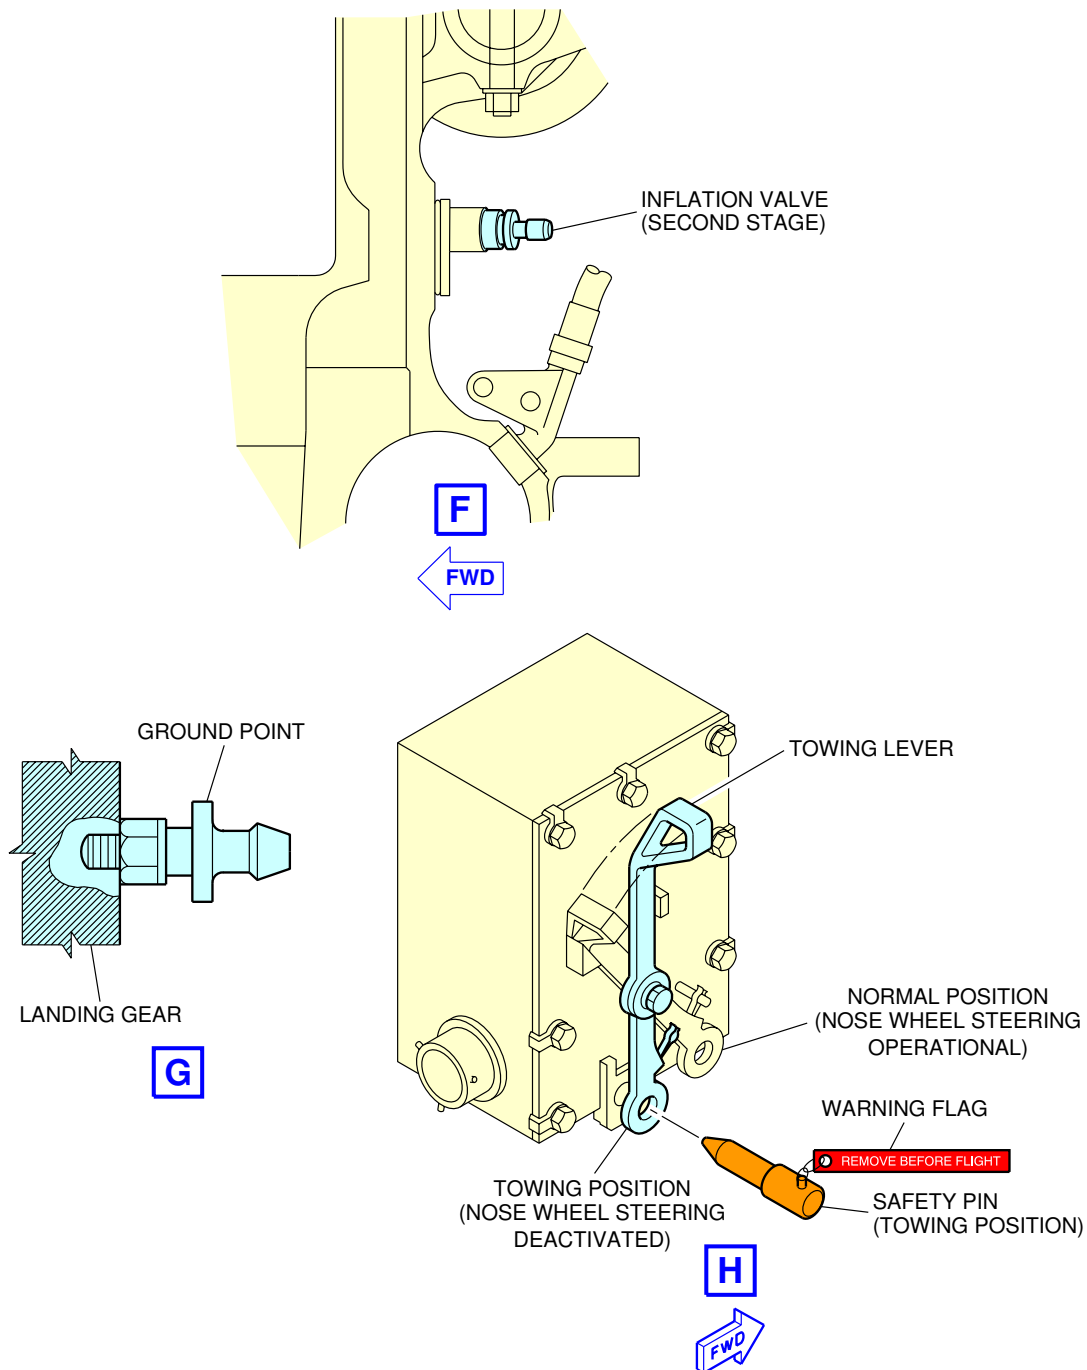 INFLATION VALVE
(SECOND STAGE)
F
FWD
GROUND POINT
TOWING LEVER
LANDING GEAR
G
NORMAL POSITION
(NOSE WHEEL STEERING
OPERATIONAL)
WARNING FLAG
REMOVE BEFORE FLIGHT
TOWING POSITION
(NOSE WHEEL STEERING
DEACTIVATED)
SAFETY PIN
(TOWING POSITION)
H
FWD